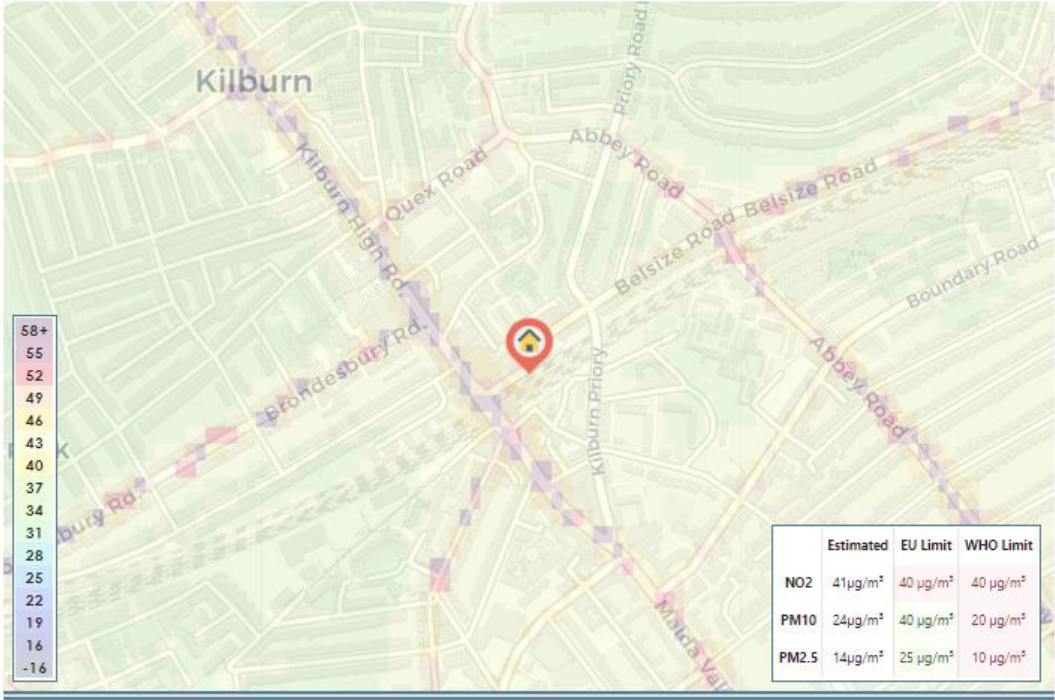 Kilburn
Priory Road
Abbey Road
Quex Road
Kilburn High Rd.
Belsize Road
Belsize Road
Boundary Road
Brondesbury Rd.
Kilburn Priory
Abbey Road
bury Rd.
K
Maida Val
58+
55
52
49
46
43
40
37
34
31
28
25
22
19
16
-16
Estimated EU Limit WHO Limit
NO2 41µg/m³ 40 µg/m³ 40 µg/m³
PM10 24µg/m³ 40 µg/m³ 20 µg/m³
PM2.5 14µg/m³ 25 µg/m³ 10 µg/m³